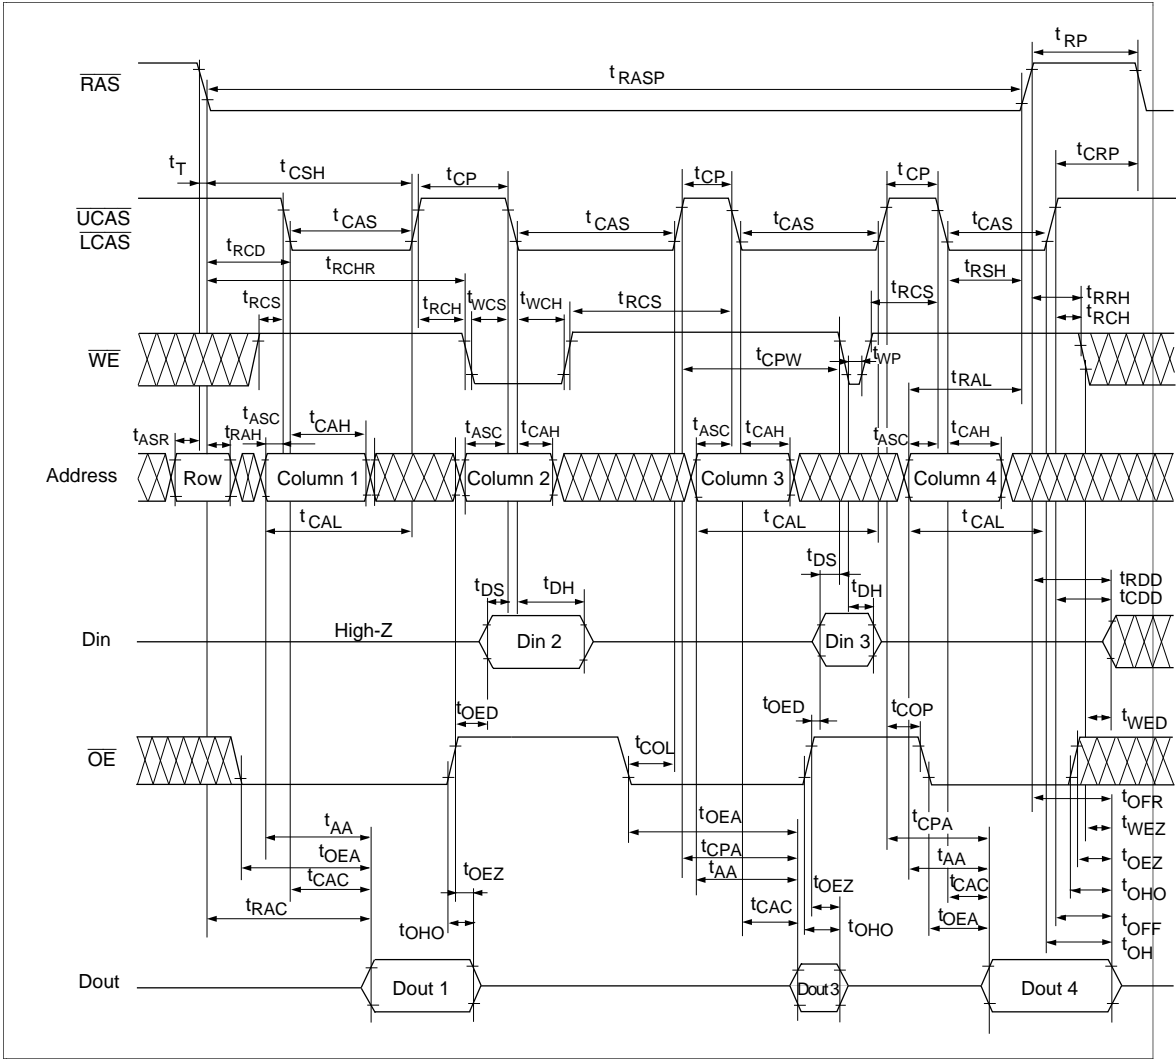 tRP
RAS
tRASP
tT tCSH tCP tCP tCP tCRP
UCAS
LCAS
tCAS tCAS tCAS tCAS
tRCD
tRCHR
tRSH
tRCS tRCH tWCS tWCH tRCS tRCS tRRH
tRCH
WE
tCPW tWP
tRAL
tASR tRAH tASC tCAH tASC tCAH tASC tCAH tASC tCAH
Address Row Column 1 Column 2 Column 3 Column 4
tCAL tCAL tCAL
tDS tDH tDS tDH tRDD
tCDD
Din High-Z Din 2 Din 3
tOED tOED tCOP tWED
OE tCOL
tOFR
tAA tOEA tCPA tWEZ
tOEA tCPA tAA tOEZ
tCAC tOEZ tAA tOEZ tCAC tOHO
tRAC tOHO tCAC tOHO tOEA tOFF
tOH
Dout Dout 1 Dout 3 Dout 4